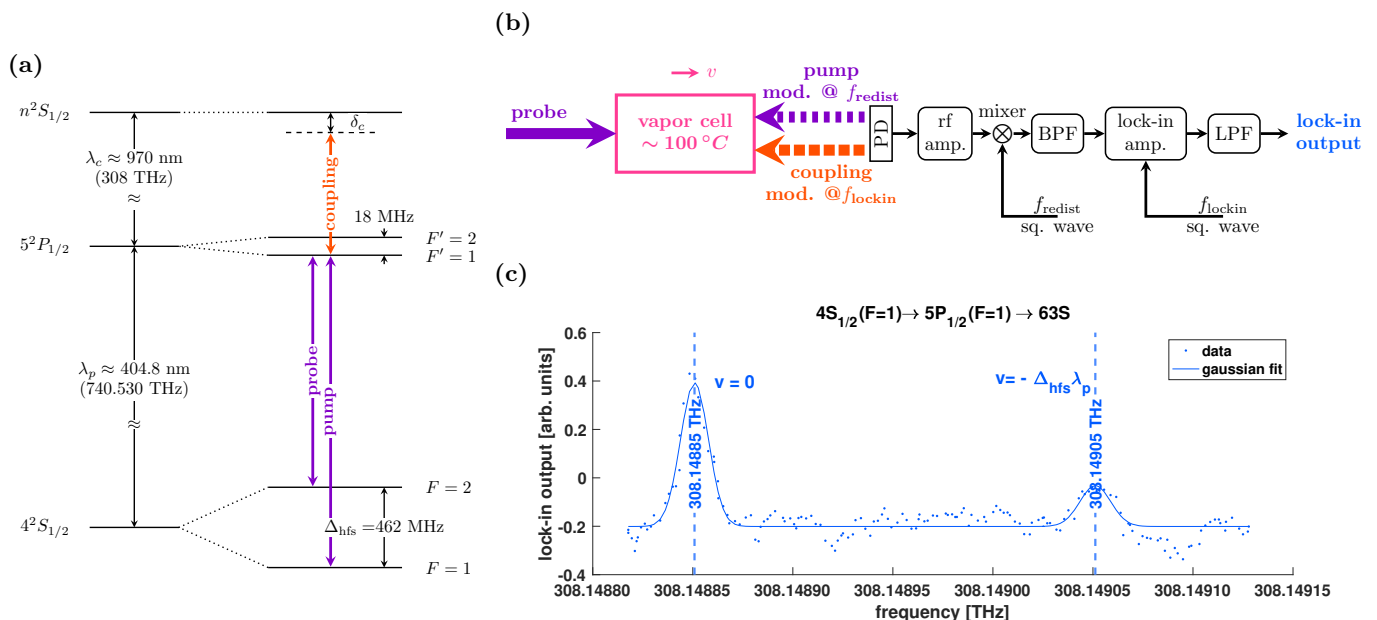 (a)
n²S₁/₂
δc
λc ≈ 970 nm
(308 THz)
≈
coupling
18 MHz
F′ = 2
5²P₁/₂
F′ = 1
λp ≈ 404.8 nm
(740.530 THz)
≈
probe
pump
F = 2
4²S₁/₂
Δhfs =462 MHz
F = 1
(b)
v
pump
mod. @ fredist
probe
vapor cell
∼ 100 °C
coupling
mod. @flockin
PD
rf
amp.
mixer
BPF
lock-in
amp.
LPF
lock-in
output
fredist
sq. wave
flockin
sq. wave
(c)
4S₁/₂(F=1)→ 5P₁/₂(F=1) → 63S
lock-in output [arb. units]
0.6
0.4
0.2
0
-0.2
-0.4
v = 0
308.14885 THz
v= - Δhfsλp
308.14905 THz
data
gaussian fit
308.14880
308.14885
308.14890
308.14895
308.14900
308.14905
308.14910
308.14915
frequency [THz]